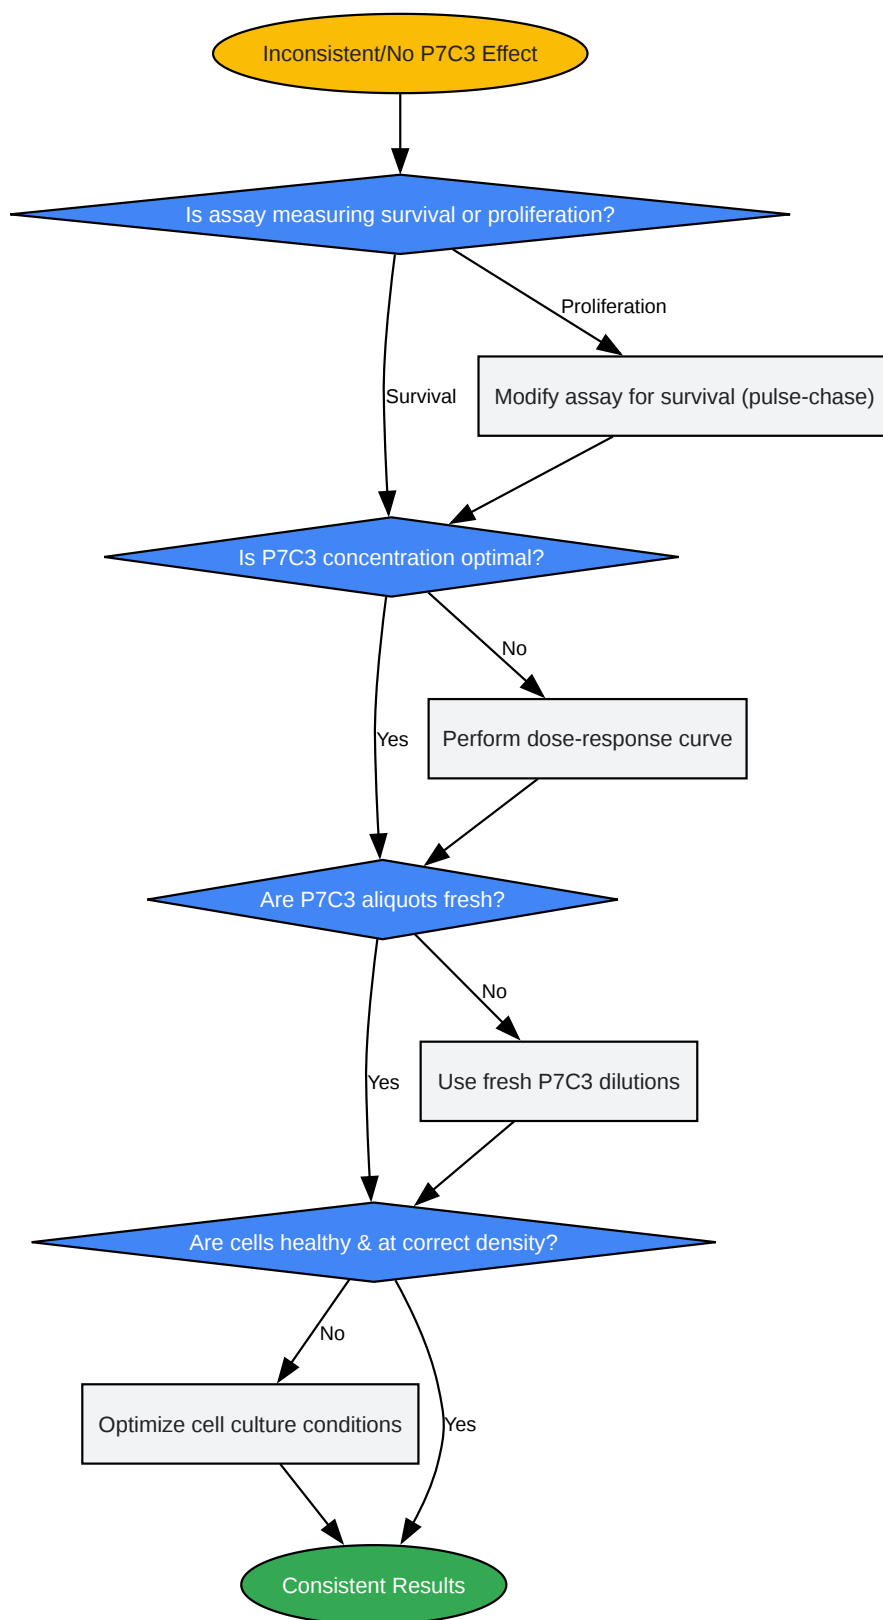 Inconsistent/No P7C3 Effect
Is assay measuring survival or proliferation?
Proliferation
Survival
Modify assay for survival (pulse-chase)
Is P7C3 concentration optimal?
No
Yes
Perform dose-response curve
Are P7C3 aliquots fresh?
No
Yes
Use fresh P7C3 dilutions
Are cells healthy & at correct density?
No
Optimize cell culture conditions
Yes
Consistent Results